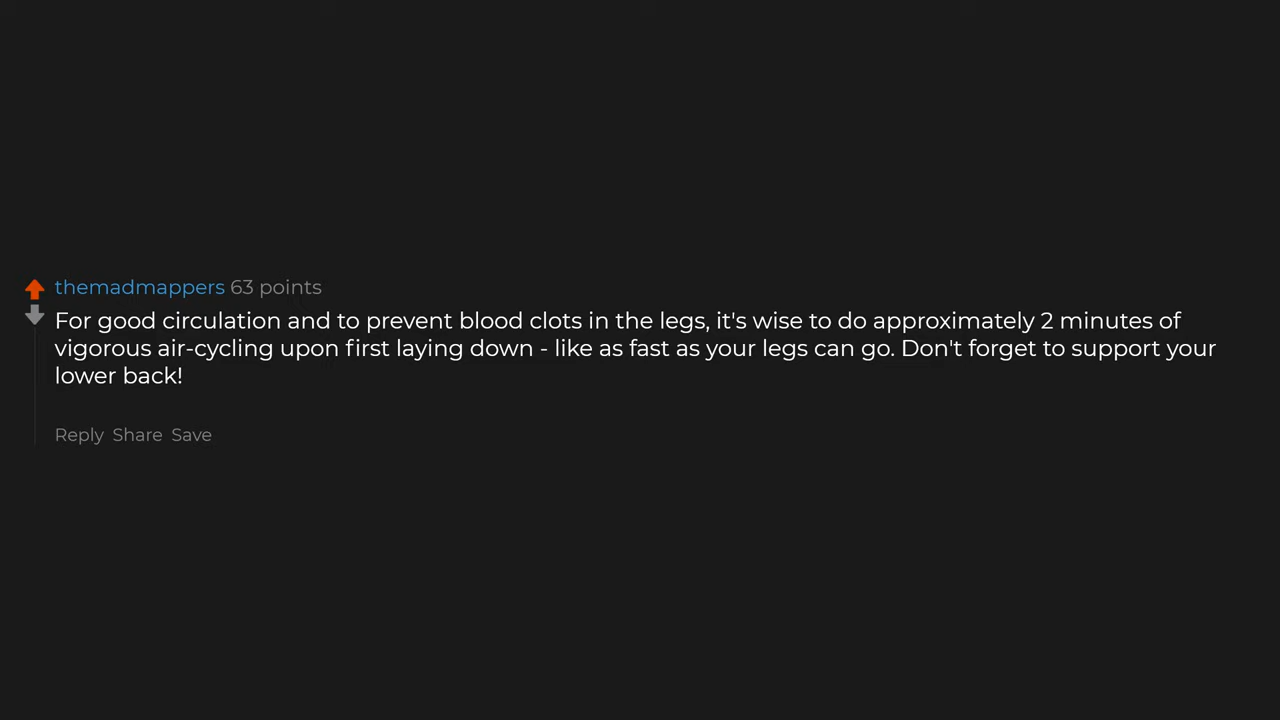 themadmappers 63 points
For good circulation and to prevent blood clots in the legs, it's wise to do approximately 2 minutes of
vigorous air-cycling upon first laying down - like as fast as your legs can go. Don't forget to support your
lower back!
Reply Share Save